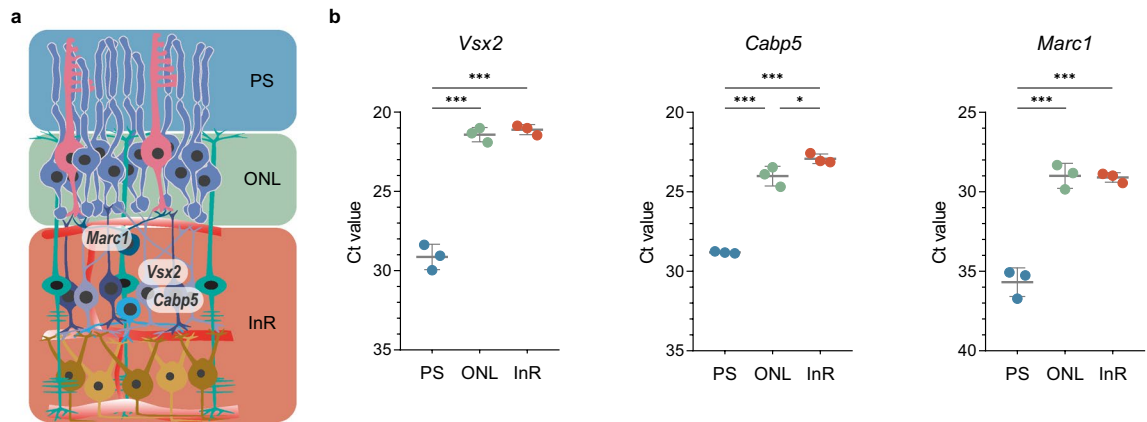 a
PS
ONL
Marc1
Vsx2
Cabp5
InR
b
Vsx2
***
***
20
25
30
35
Ct value
PS ONL InR
Cabp5
***
*** *
20
25
30
35
Ct value
PS ONL InR
Marc1
***
***
25
30
35
40
Ct value
PS ONL InR